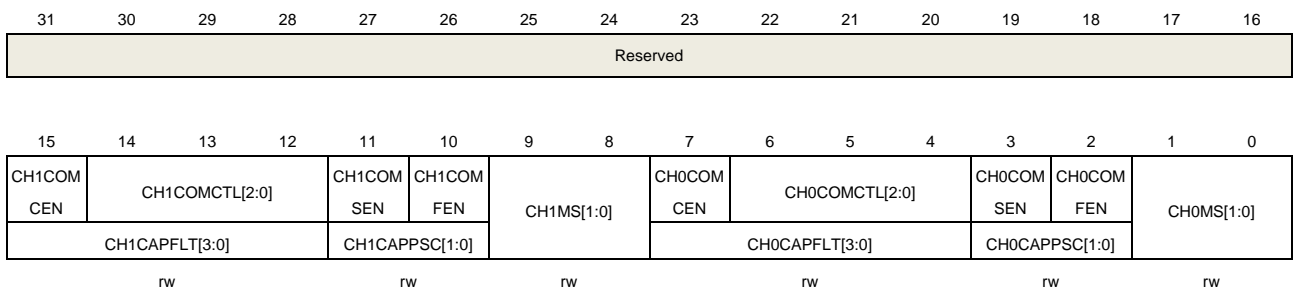 31 30 29 28 27 26 25 24 23 22 21 20 19 18 17 16
Reserved
15 14 13 12 11 10 9 8 7 6 5 4 3 2 1 0
CH1COM CEN CH1COMCTL[2:0] CH1COM SEN CH1COM FEN CH1MS[1:0] CH0COM CEN CH0COMCTL[2:0] CH0COM SEN CH0COM FEN CH0MS[1:0]
CH1CAPFLT[3:0] CH1CAPPSC[1:0] CH0CAPFLT[3:0] CH0CAPPSC[1:0]
rw rw rw rw rw rw